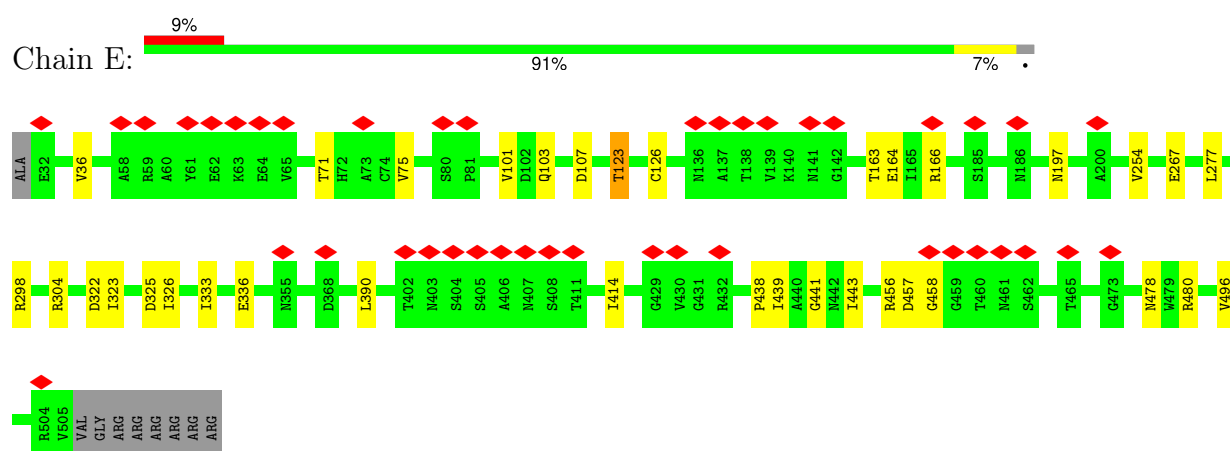 9%
Chain E:
91% 7% •
ALA E32 V36 A58 R59 A60 Y61 E62 K63 E64 V65 T71 H72 A73 C74 V75 S80 P81 V101 D102 Q103 D107 T123 C126 N136 A137 T138 V139 K140 N141 G142 T163 E164 I165 R166 S185 N186 N197 A200 V254 E267 L277
R298 R304 D322 I323 D325 I326 I333 E336 N355 D368 L390 T402 N403 S404 S405 A406 N407 S408 T411 I414 G429 V430 G431 R432 P438 I439 A440 G441 N442 I443 R456 D457 G458 G459 T460 N461 S462 T465 G473 N478 W479 R480 V496
R504 V505 VAL GLY ARG ARG ARG ARG ARG ARG